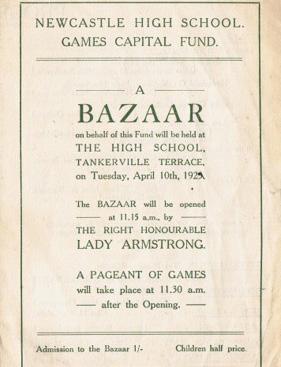 NEWCASTLE HIGH SCHOOL.
GAMES CAPITAL FUND.
A
BAZAAR
on behalf of this Fund will be held at
THE HIGH SCHOOL,
TANKERVILLE TERRACE,
on Tuesday, April 10th,
The BAZAAR will be opened
at 11.15 a.m., by
THE RIGHT HONOURABLE
LADY ARMSTRONG.
A PAGEANT OF GAMES
will take place at 11.30 a.m.
after the Opening.
Admission to the Bazaar 1/-
Children half price.